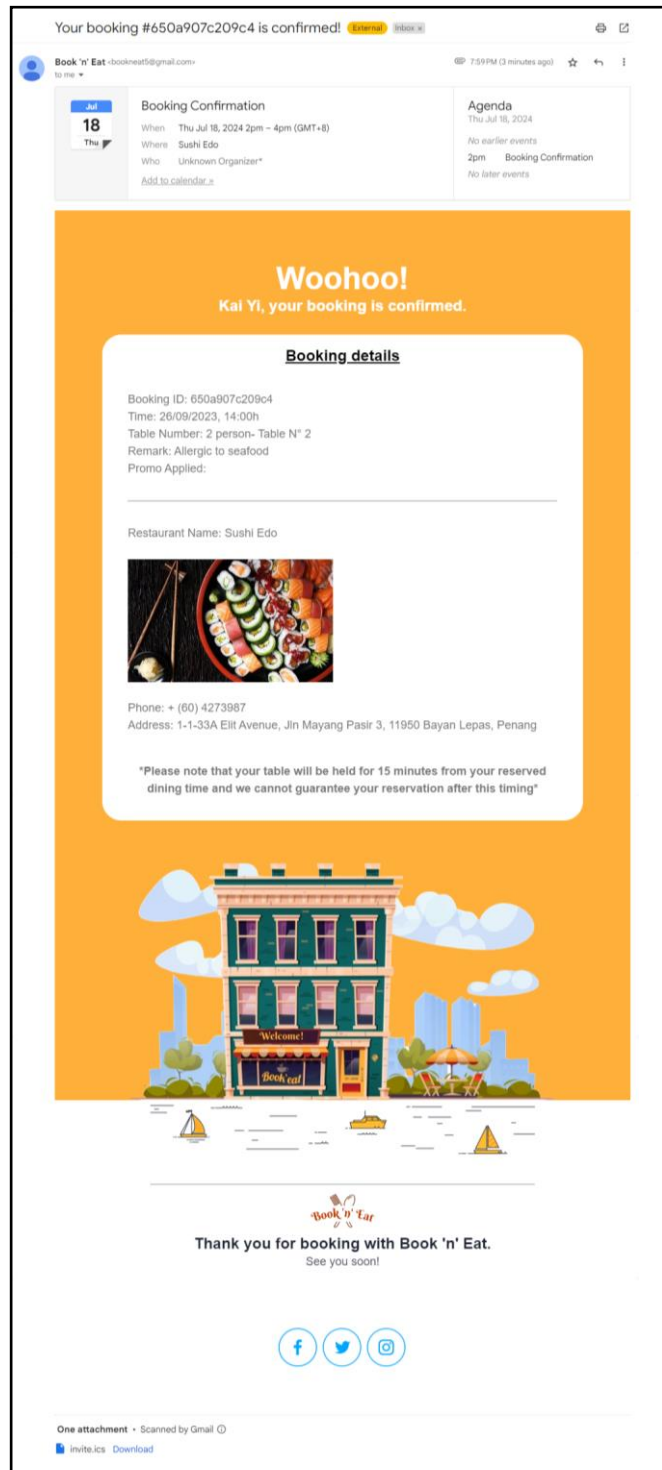 Your booking #650a907c209c4 is confirmed! External Inbox ×
Book 'n' Eat <bookneat5@gmail.com> 7:59 PM (3 minutes ago)
to me
Jul
18
Thu
Booking Confirmation
When Thu Jul 18, 2024 2pm – 4pm (GMT+8)
Where Sushi Edo
Who Unknown Organizer*
Add to calendar »
Agenda
Thu Jul 18, 2024
No earlier events
2pm Booking Confirmation
No later events
Woohoo!
Kai Yi, your booking is confirmed.
Booking details
Booking ID: 650a907c209c4
Time: 26/09/2023, 14:00h
Table Number: 2 person- Table N° 2
Remark: Allergic to seafood
Promo Applied:
Restaurant Name: Sushi Edo
Phone: + (60) 4273987
Address: 1-1-33A Elit Avenue, Jln Mayang Pasir 3, 11950 Bayan Lepas, Penang
*Please note that your table will be held for 15 minutes from your reserved
dining time and we cannot guarantee your reservation after this timing*
Welcome!
Book'eat
Book 'n' Eat
Thank you for booking with Book 'n' Eat.
See you soon!
One attachment • Scanned by Gmail
invite.ics Download